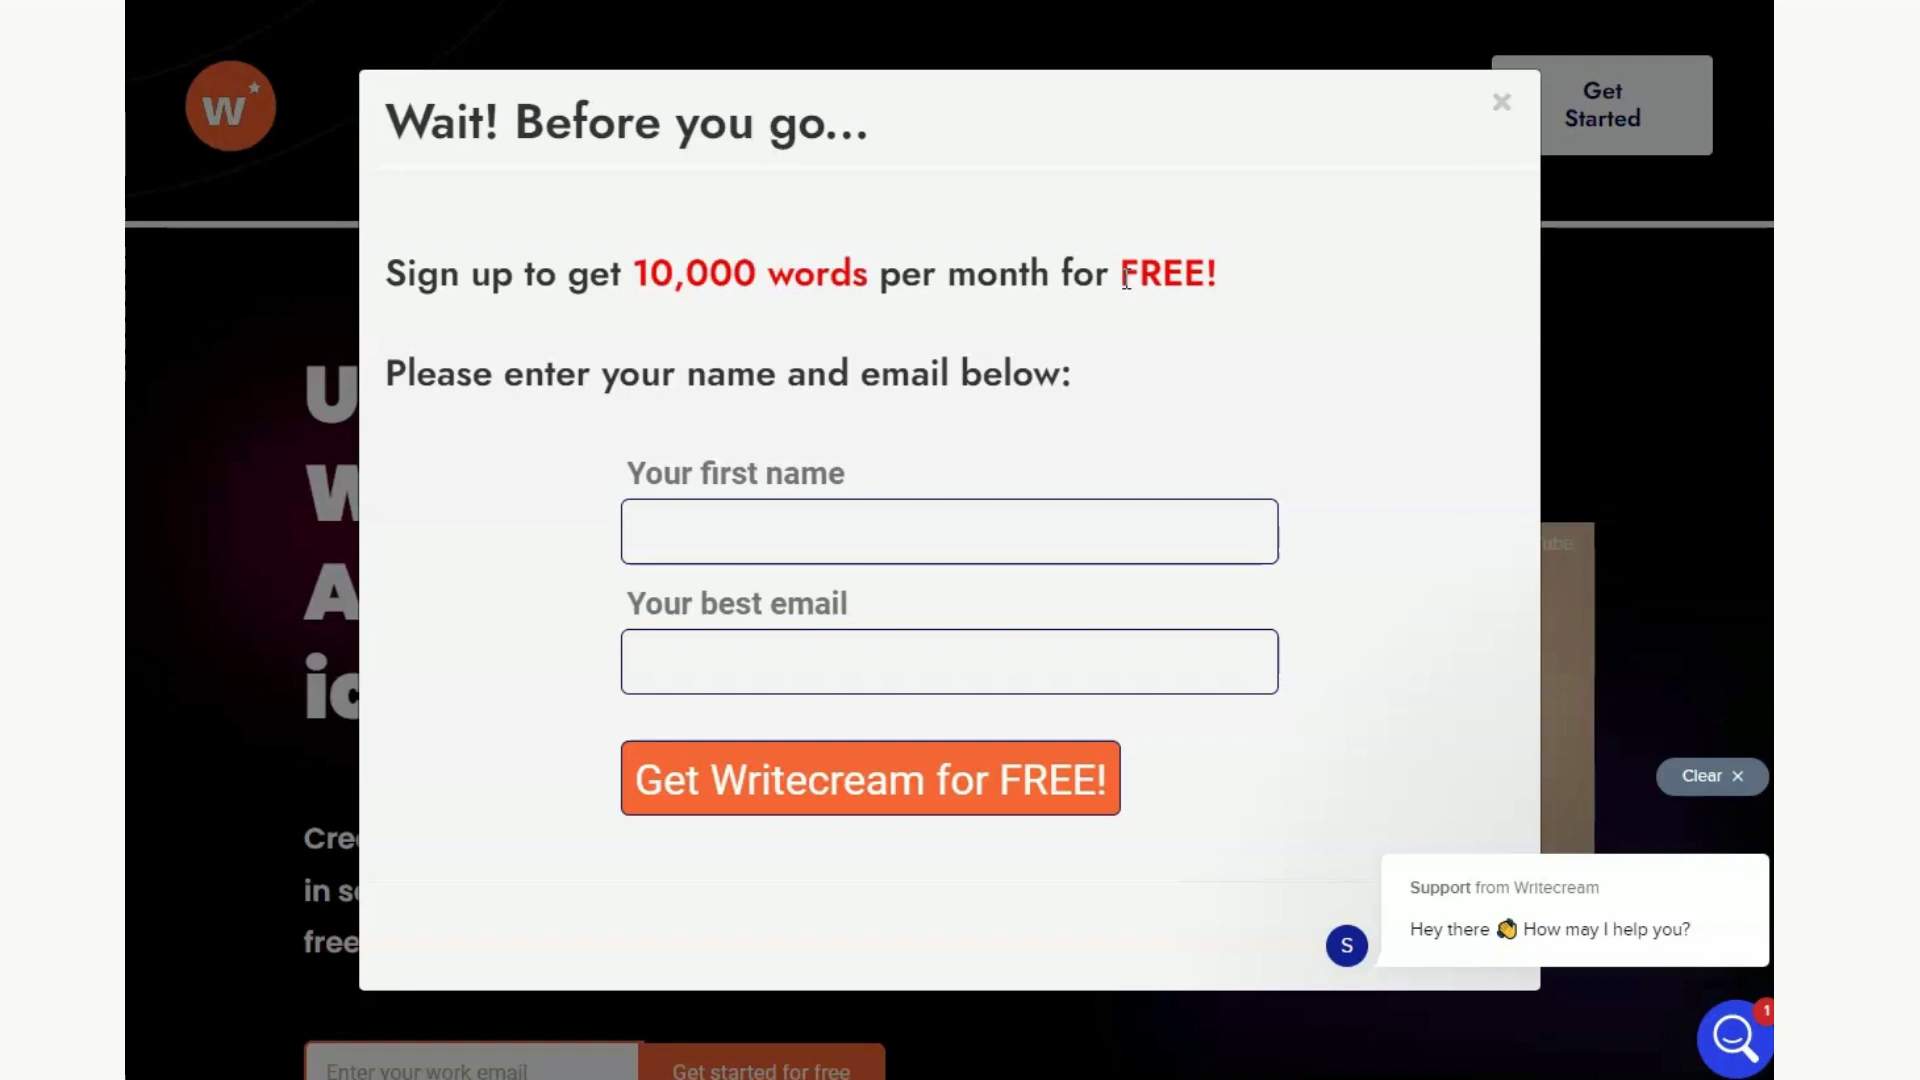 W
Get
Started
Wait! Before you go...
×
Sign up to get 10,000 words per month for FREE!
Please enter your name and email below:
Your first name
Your best email
Get Writecream for FREE!
U
W
A
Clear ×
Support from Writecream
Hey there 👋 How may I help you?
S
1
in
free
Enter your work email
Get started for free